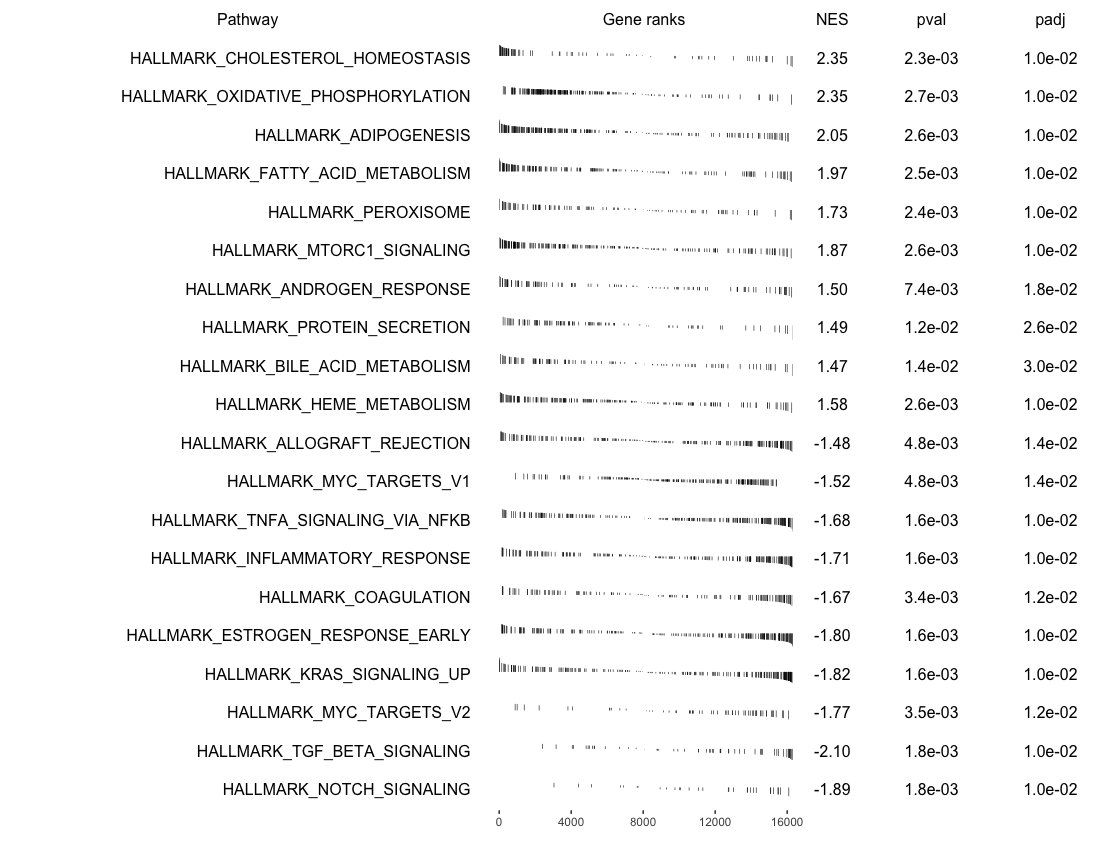 Pathway Gene ranks NES pval padj
HALLMARK_CHOLESTEROL_HOMEOSTASIS 2.35 2.3e-03 1.0e-02
HALLMARK_OXIDATIVE_PHOSPHORYLATION 2.35 2.7e-03 1.0e-02
HALLMARK_ADIPOGENESIS 2.05 2.6e-03 1.0e-02
HALLMARK_FATTY_ACID_METABOLISM 1.97 2.5e-03 1.0e-02
HALLMARK_PEROXISOME 1.73 2.4e-03 1.0e-02
HALLMARK_MTORC1_SIGNALING 1.87 2.6e-03 1.0e-02
HALLMARK_ANDROGEN_RESPONSE 1.50 7.4e-03 1.8e-02
HALLMARK_PROTEIN_SECRETION 1.49 1.2e-02 2.6e-02
HALLMARK_BILE_ACID_METABOLISM 1.47 1.4e-02 3.0e-02
HALLMARK_HEME_METABOLISM 1.58 2.6e-03 1.0e-02
HALLMARK_ALLOGRAFT_REJECTION -1.48 4.8e-03 1.4e-02
HALLMARK_MYC_TARGETS_V1 -1.52 4.8e-03 1.4e-02
HALLMARK_TNFA_SIGNALING_VIA_NFKB -1.68 1.6e-03 1.0e-02
HALLMARK_INFLAMMATORY_RESPONSE -1.71 1.6e-03 1.0e-02
HALLMARK_COAGULATION -1.67 3.4e-03 1.2e-02
HALLMARK_ESTROGEN_RESPONSE_EARLY -1.80 1.6e-03 1.0e-02
HALLMARK_KRAS_SIGNALING_UP -1.82 1.6e-03 1.0e-02
HALLMARK_MYC_TARGETS_V2 -1.77 3.5e-03 1.2e-02
HALLMARK_TGF_BETA_SIGNALING -2.10 1.8e-03 1.0e-02
HALLMARK_NOTCH_SIGNALING -1.89 1.8e-03 1.0e-02
0 4000 8000 12000 16000